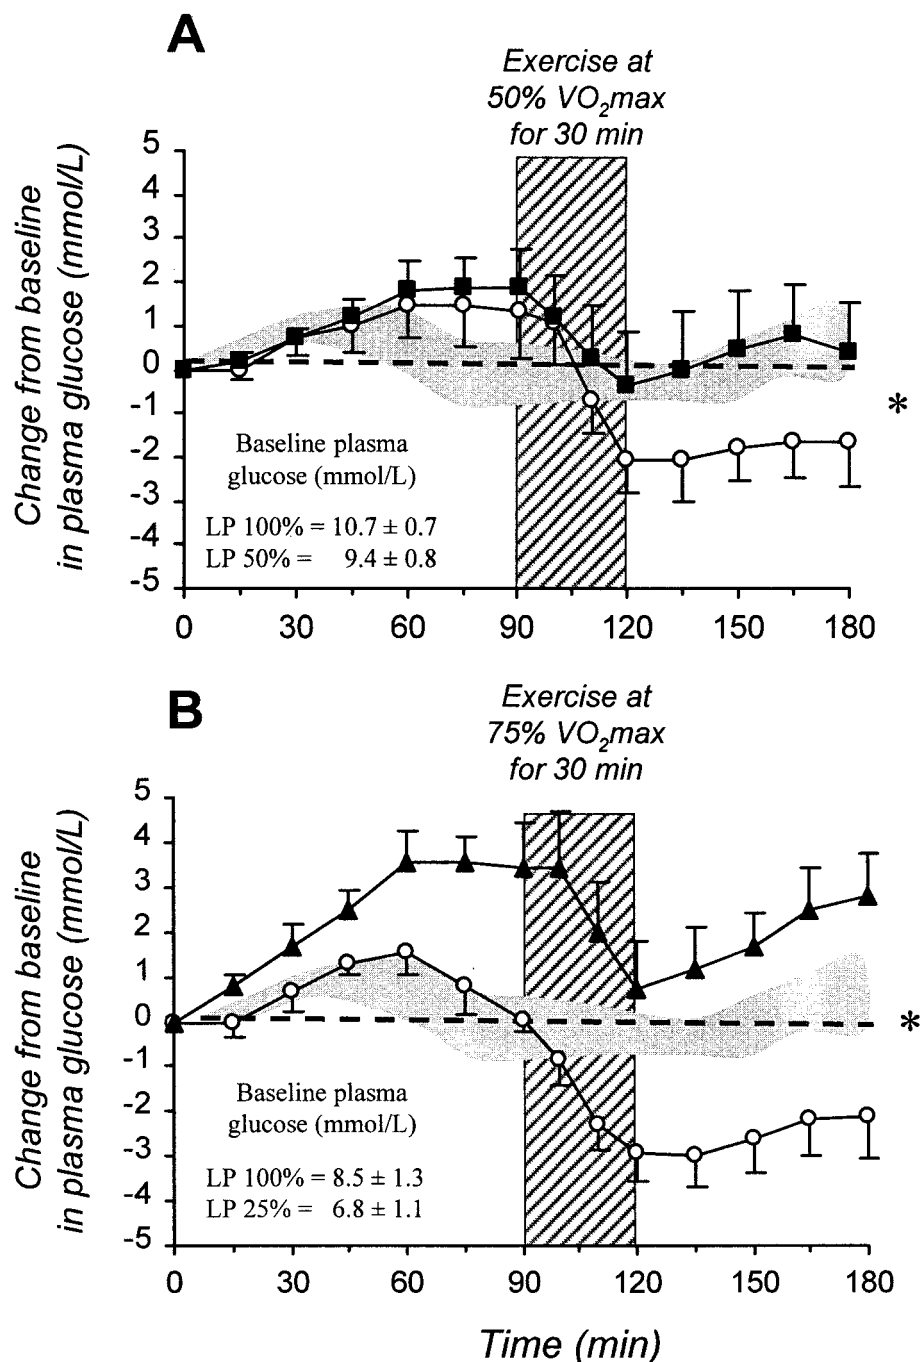 A
Exercise at
50% VO₂max
for 30 min
Change from baseline
in plasma glucose (mmol/L)
5
4
3
2
1
0
-1
-2
-3
-4
-5
*
Baseline plasma
glucose (mmol/L)
LP 100% = 10.7 ± 0.7
LP 50% = 9.4 ± 0.8
0 30 60 90 120 150 180
B
Exercise at
75% VO₂max
for 30 min
Change from baseline
in plasma glucose (mmol/L)
5
4
3
2
1
0
-1
-2
-3
-4
-5
*
Baseline plasma
glucose (mmol/L)
LP 100% = 8.5 ± 1.3
LP 25% = 6.8 ± 1.1
0 30 60 90 120 150 180
Time (min)